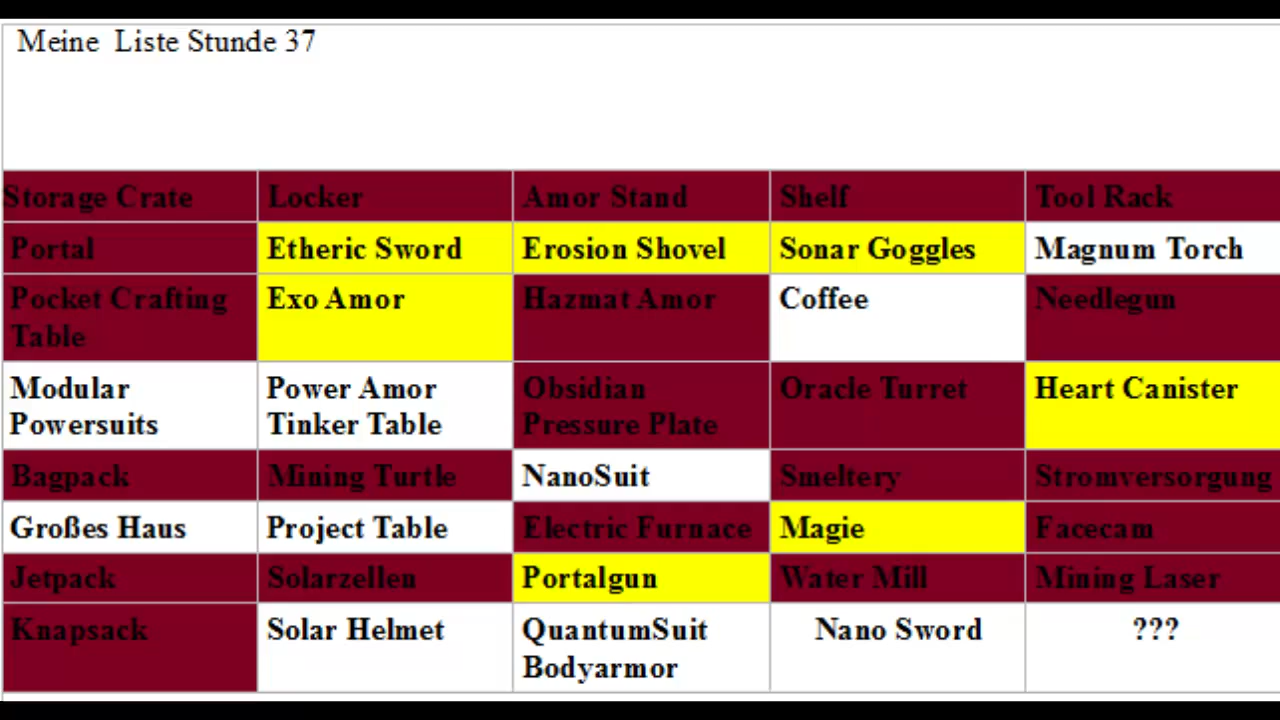 Meine Liste Stunde 37
Storage Crate Locker Amor Stand Shelf Tool Rack
Portal Etheric Sword Erosion Shovel Sonar Goggles Magnum Torch
Pocket Crafting Table Exo Amor Hazmat Amor Coffee Needlegun
Modular Powersuits Power Amor Tinker Table Obsidian Pressure Plate Oracle Turret Heart Canister
Bagpack Mining Turtle NanoSuit Smeltery Stromversorgung
Großes Haus Project Table Electric Furnace Magie Facecam
Jetpack Solarzellen Portalgun Water Mill Mining Laser
Knapsack Solar Helmet QuantumSuit Bodyarmor Nano Sword ???